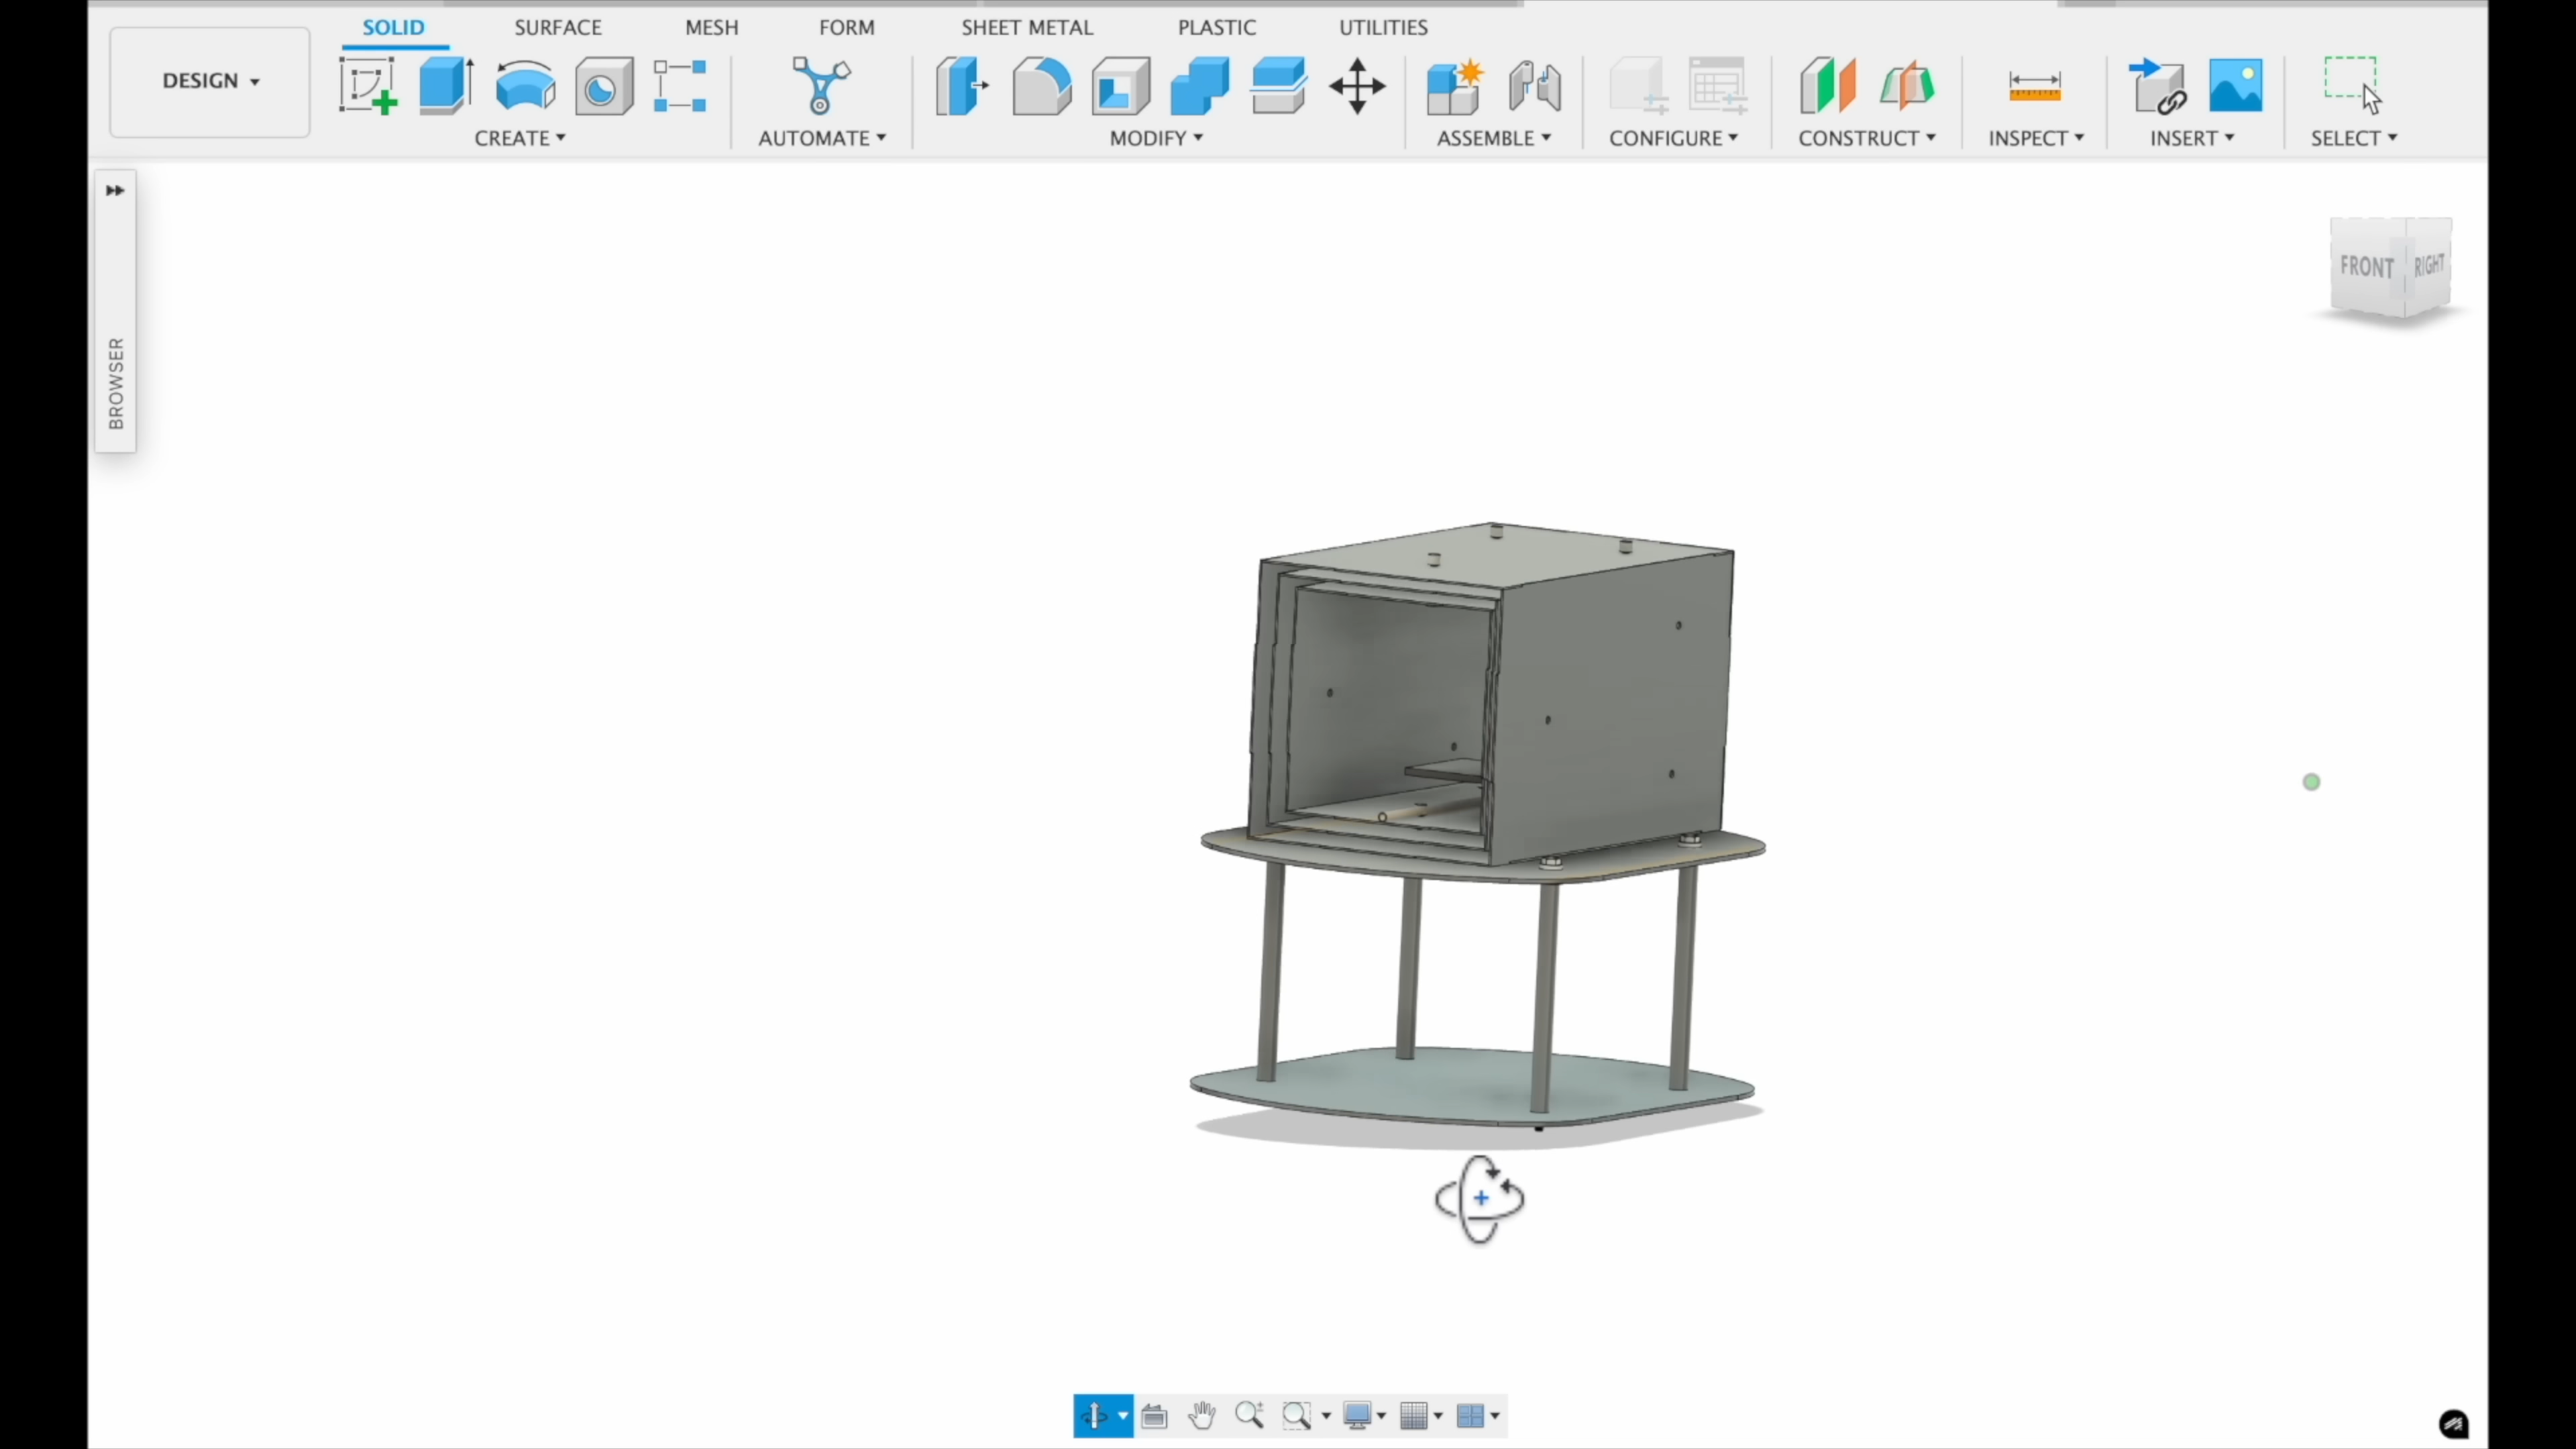 SOLID SURFACE MESH FORM SHEET METAL PLASTIC UTILITIES
DESIGN
CREATE AUTOMATE MODIFY ASSEMBLE CONFIGURE CONSTRUCT INSPECT INSERT SELECT
BROWSER
FRONT RIGHT